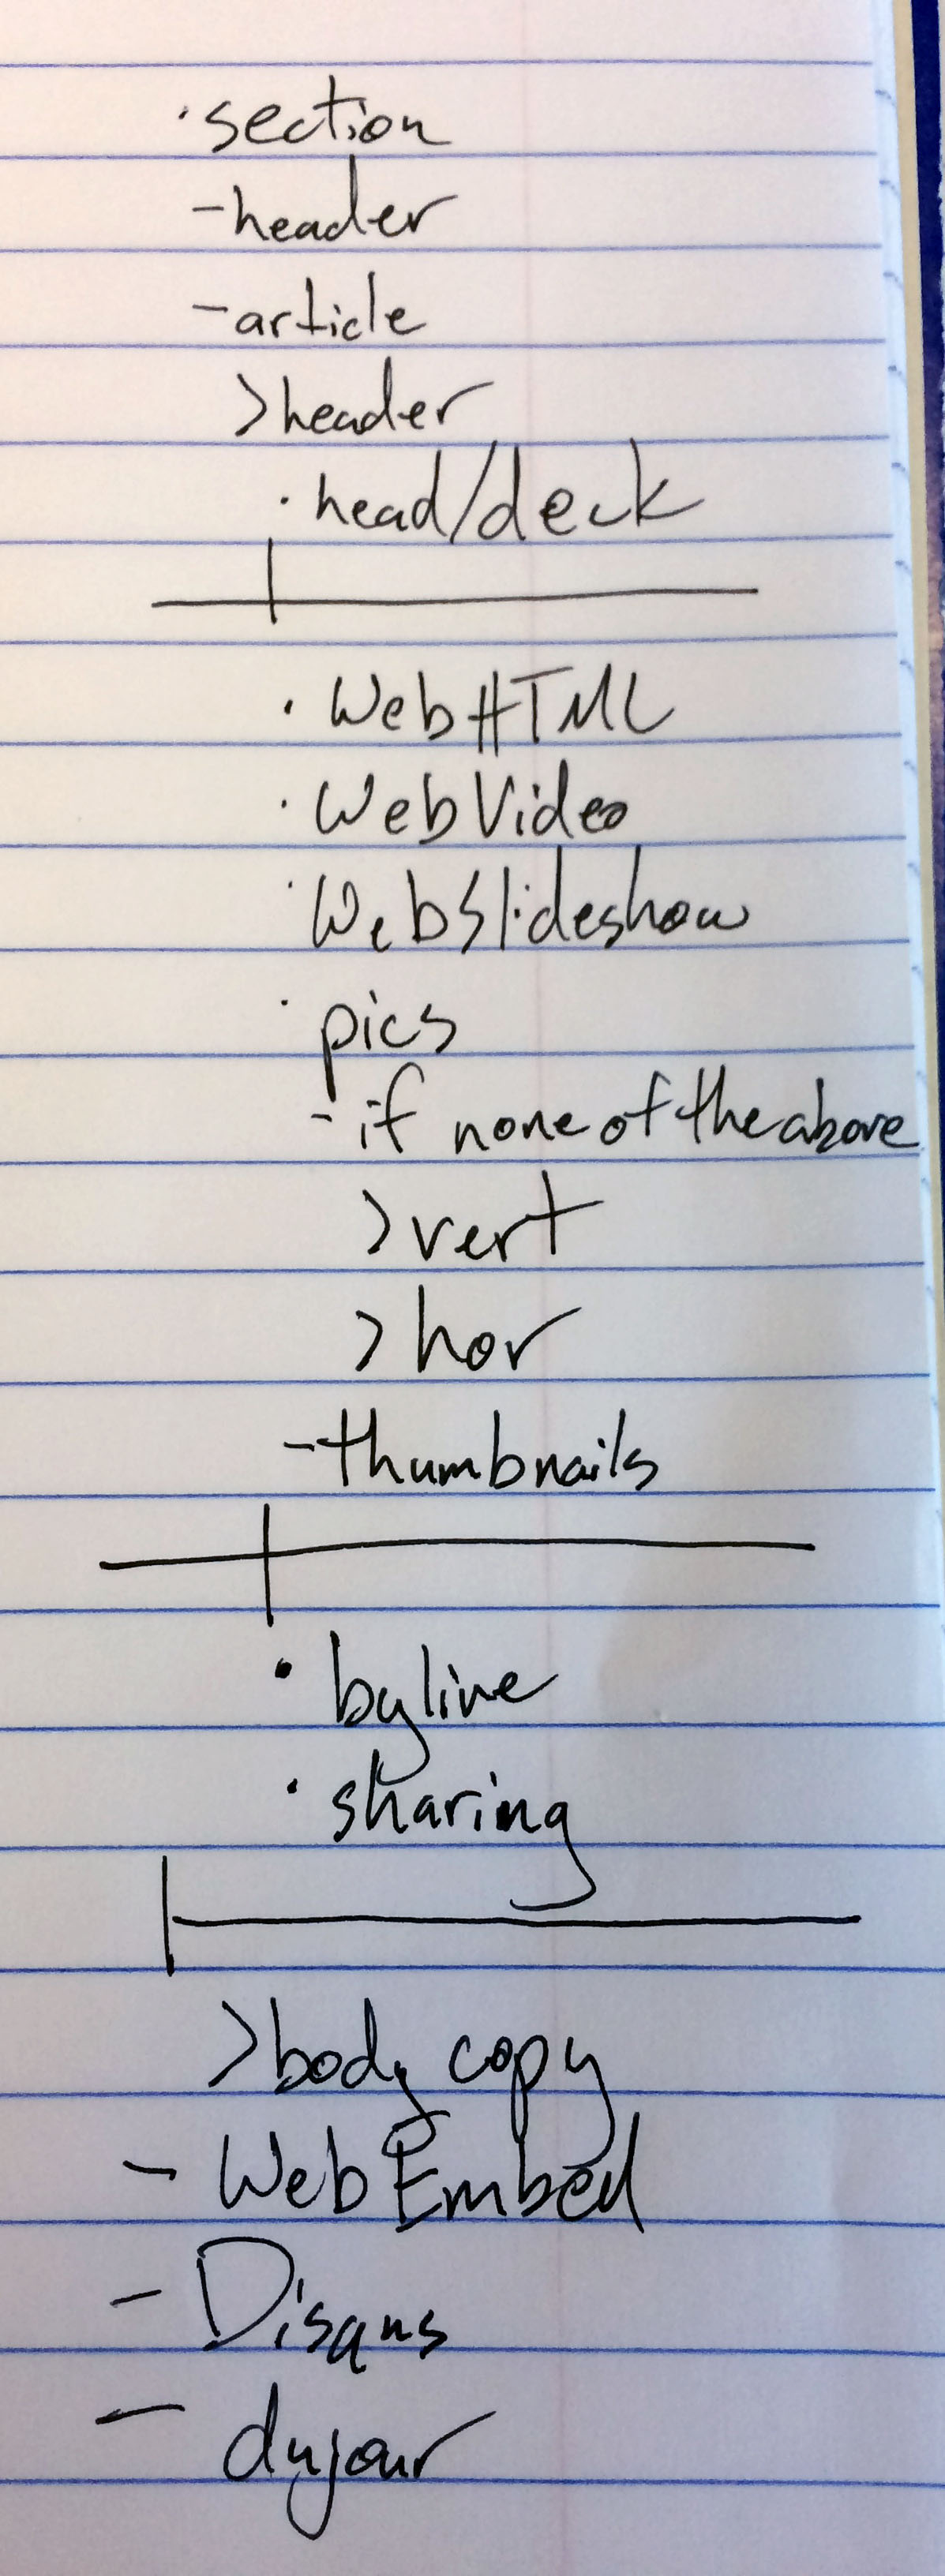 · section
- header
- article
> header
· head/deck
· WebHTML
· WebVideo
· WebSlideshow
· pics
- if none of the above
> vert
> hor
- thumbnails
· byline
· sharing
> body copy
- WebEmbed
- Disqus
- dujour